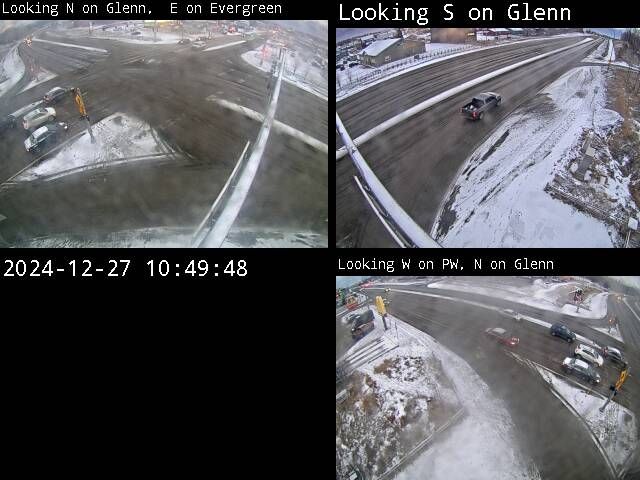 Looking N on Glenn,  E on Evergreen
Looking S on Glenn
2024-12-27 10:49:48
Looking W on PW, N on Glenn